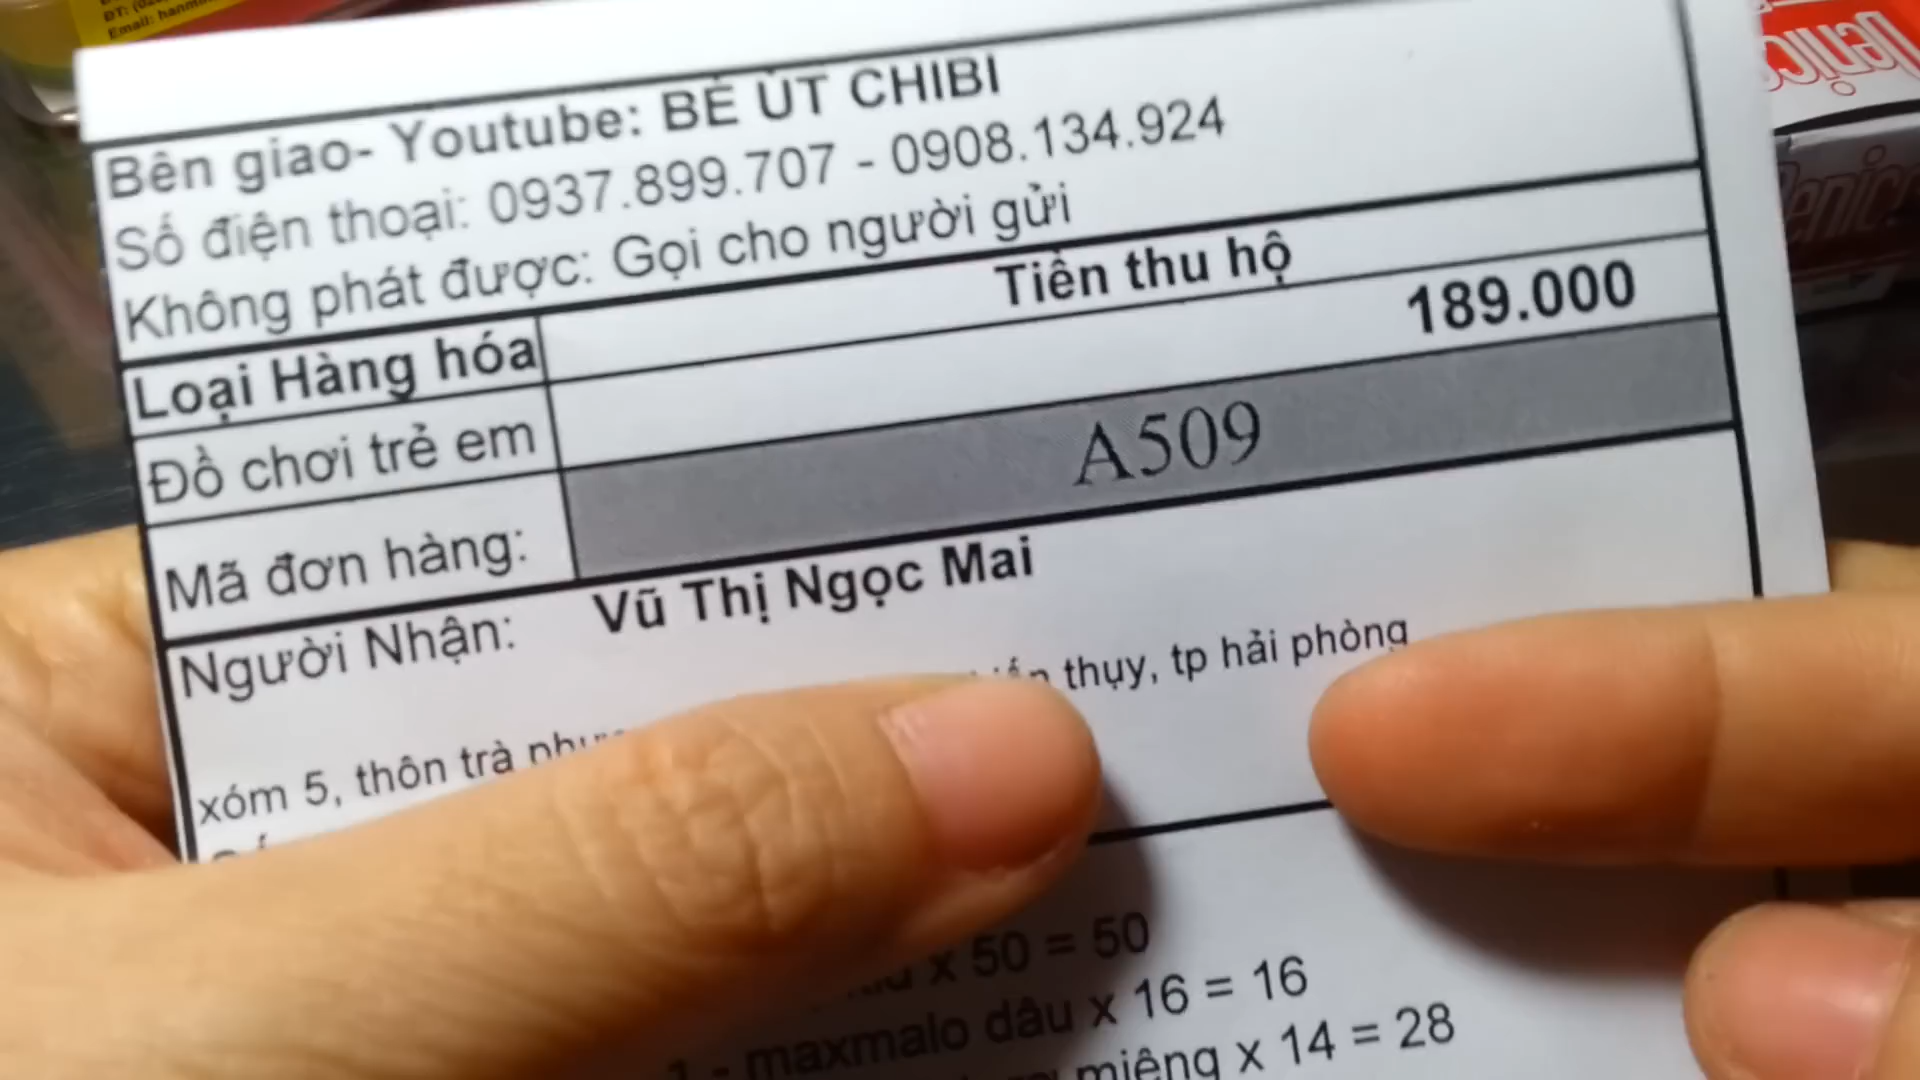 Email:
Bên giao- Youtube: BÉ ÚT CHIBI
Số điện thoại: 0937.899.707 - 0908.134.924
Không phát được: Gọi cho người gửi
Loại Hàng hóa Tiền thu hộ
Đồ chơi trẻ em 189.000
Mã đơn hàng: A509
Người Nhận: Vũ Thị Ngọc Mai
xóm 5, thôn trà thụy, tp hải phòng
x 50 = 50
1 - maxmalo dâu x 16 = 16
miêng x 14 = 28